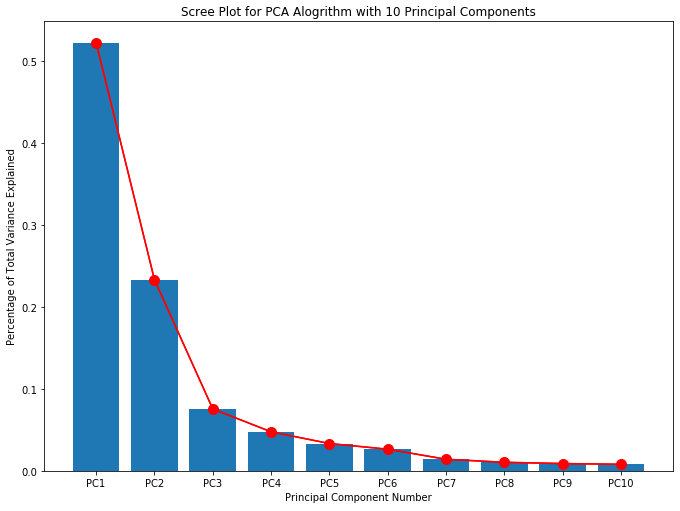 Scree Plot for PCA Alogrithm with 10 Principal Components
Percentage of Total Variance Explained
0.5
0.4
0.3
0.2
0.1
0.0
PC1 PC2 PC3 PC4 PC5 PC6 PC7 PC8 PC9 PC10
Principal Component Number